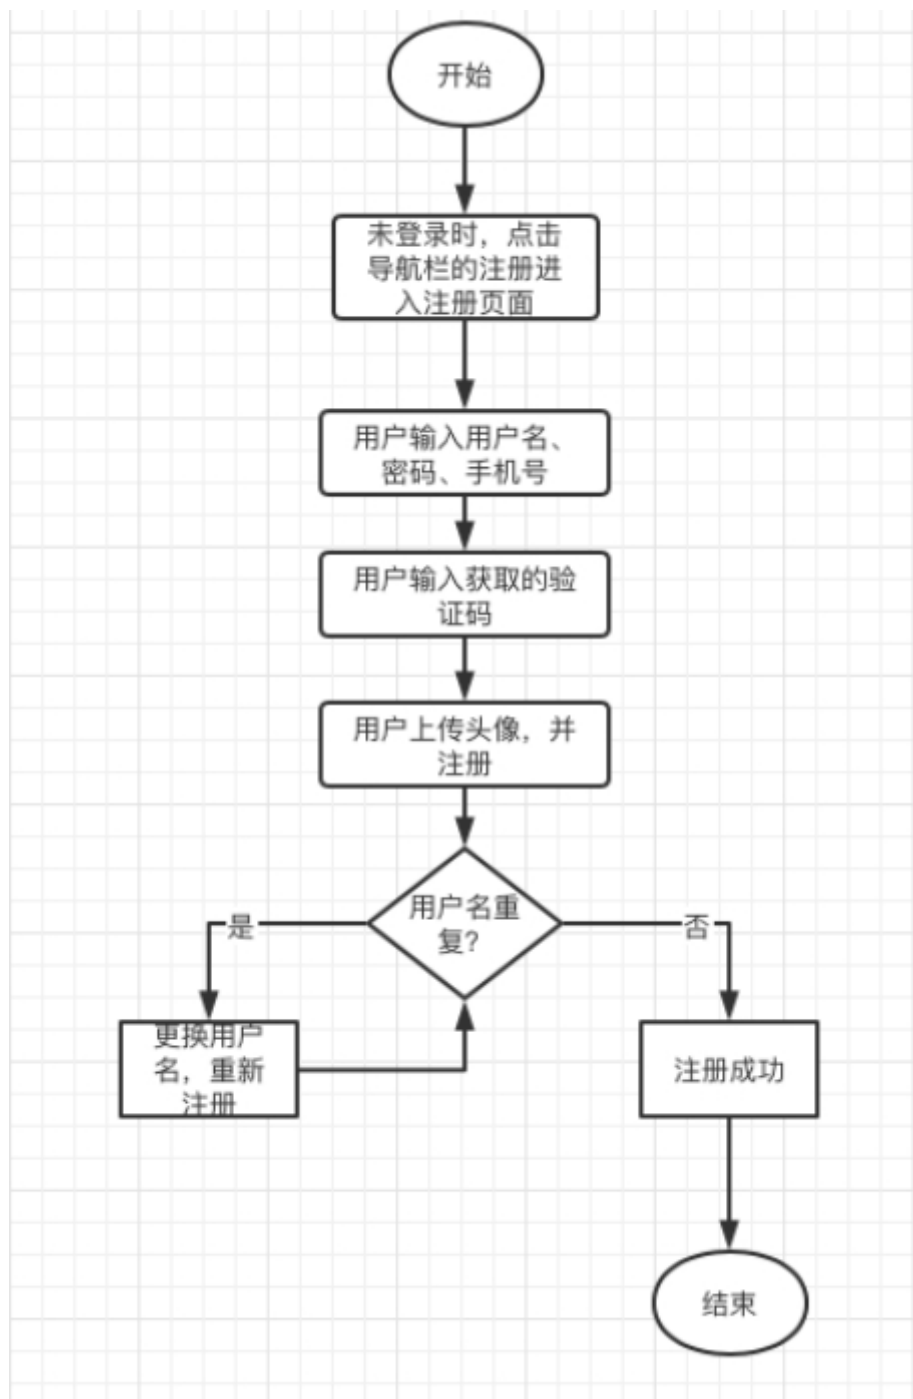 开始
未登录时，点击
导航栏的注册进
入注册页面
用户输入用户名、
密码、手机号
用户输入获取的验
证码
用户上传头像，并
注册
用户名重
复？
是
否
更换用户
名，重新
注册
注册成功
结束